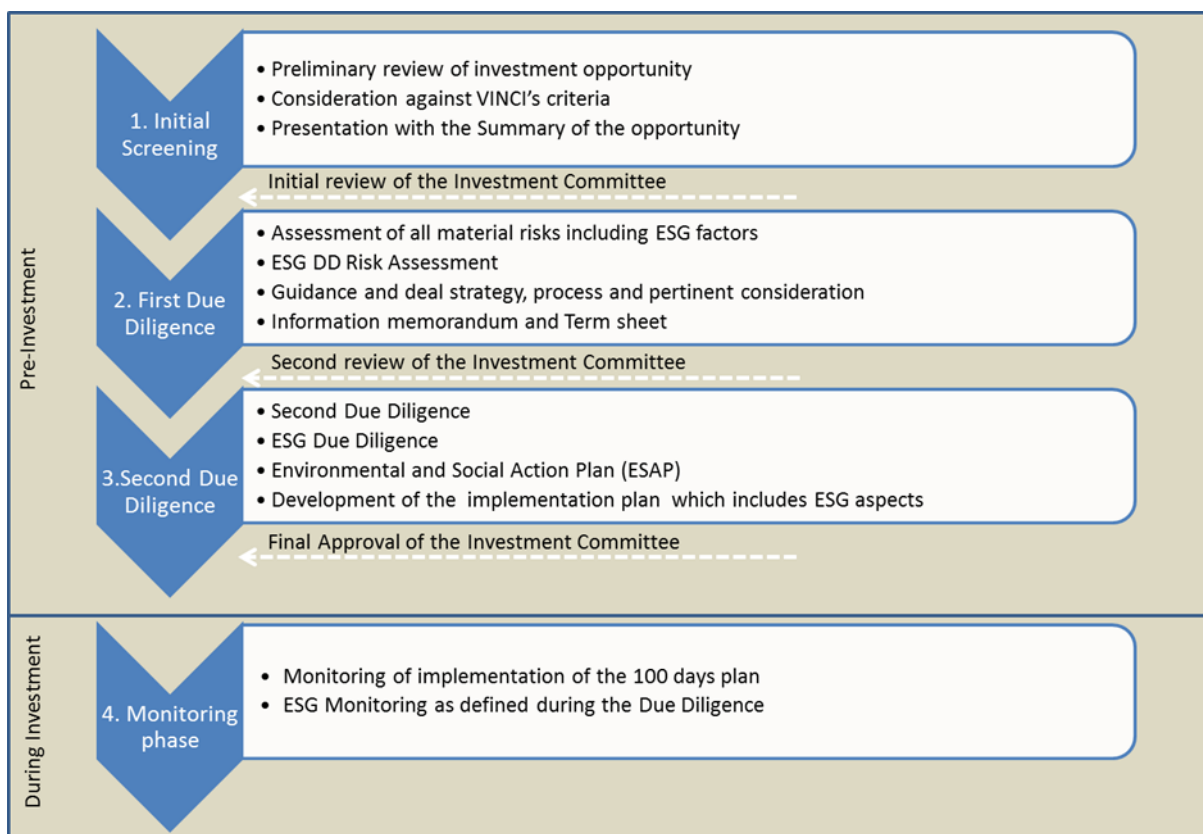 Pre-Investment
1. Initial
Screening
• Preliminary review of investment opportunity
• Consideration against VINCI’s criteria
• Presentation with the Summary of the opportunity
Initial review of the Investment Committee
2. First Due
Diligence
• Assessment of all material risks including ESG factors
• ESG DD Risk Assessment
• Guidance and deal strategy, process and pertinent consideration
• Information memorandum and Term sheet
Second review of the Investment Committee
3.Second Due
Diligence
• Second Due Diligence
• ESG Due Diligence
• Environmental and Social Action Plan (ESAP)
• Development of the implementation plan which includes ESG aspects
Final Approval of the Investment Committee
During Investment
4. Monitoring
phase
• Monitoring of implementation of the 100 days plan
• ESG Monitoring as defined during the Due Diligence